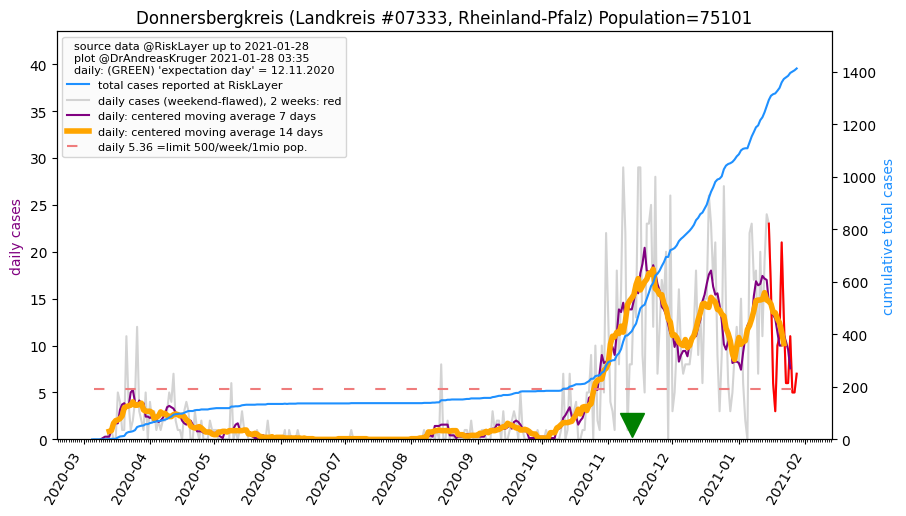 Donnersbergkreis (Landkreis #07333, Rheinland-Pfalz) Population=75101
source data @RiskLayer up to 2021-01-28
plot @DrAndreasKruger 2021-01-28 03:35
daily: (GREEN) 'expectation day' = 12.11.2020
total cases reported at RiskLayer
daily cases (weekend-flawed), 2 weeks: red
daily: centered moving average 7 days
daily: centered moving average 14 days
daily 5.36 =limit 500/week/1mio pop.
daily cases
40
35
30
25
20
15
10
5
0
cumulative total cases
1400
1200
1000
800
600
400
200
0
2020-03
2020-04
2020-05
2020-06
2020-07
2020-08
2020-09
2020-10
2020-11
2020-12
2021-01
2021-02